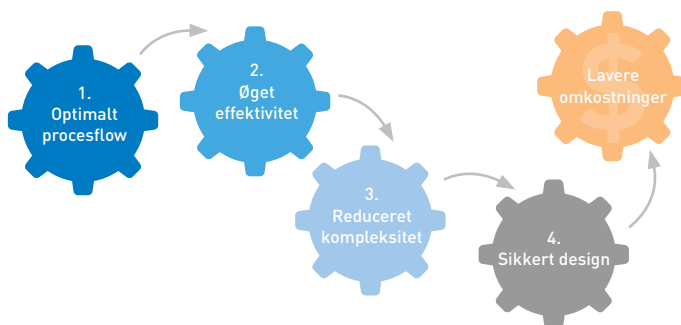 1.
Optimalt
procesflow
2.
Øget
effektivitet
3.
Reduceret
kompleksitet
4.
Sikkert design
$
Lavere
omkostninger